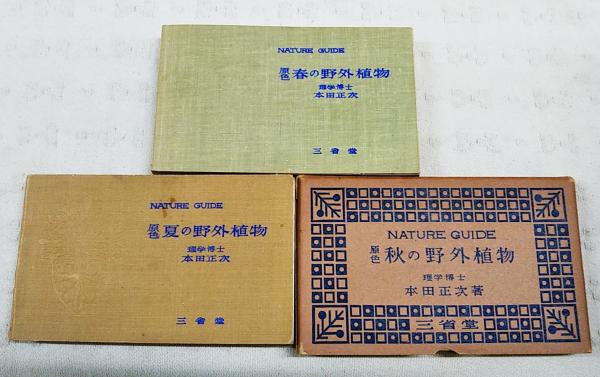 NATURE GUIDE
原色 春の野外植物
理学博士
本田正次
三省堂
NATURE GUIDE
原色 夏の野外植物
理学博士
本田正次
三省堂
NATURE GUIDE
原色 秋の野外植物
理学博士
本田正次著
三省堂